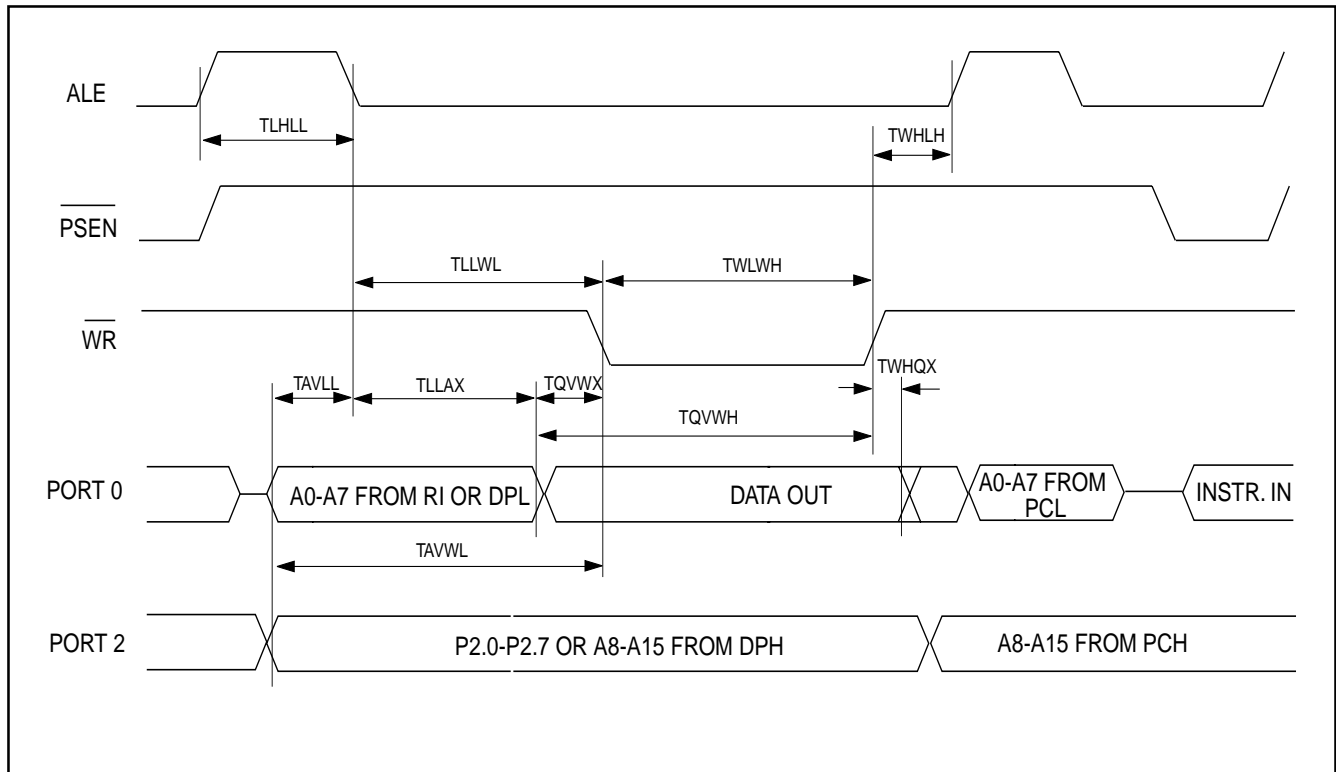 ALE
TLHLL
TWHLH
PSEN
TLLWL
TWLWH
WR
TAVLL
TLLAX
TQVWX
TWHQX
TQVWH
PORT 0
A0-A7 FROM RI OR DPL
DATA OUT
A0-A7 FROM
PCL
INSTR. IN
TAVWL
PORT 2
P2.0-P2.7 OR A8-A15 FROM DPH
A8-A15 FROM PCH